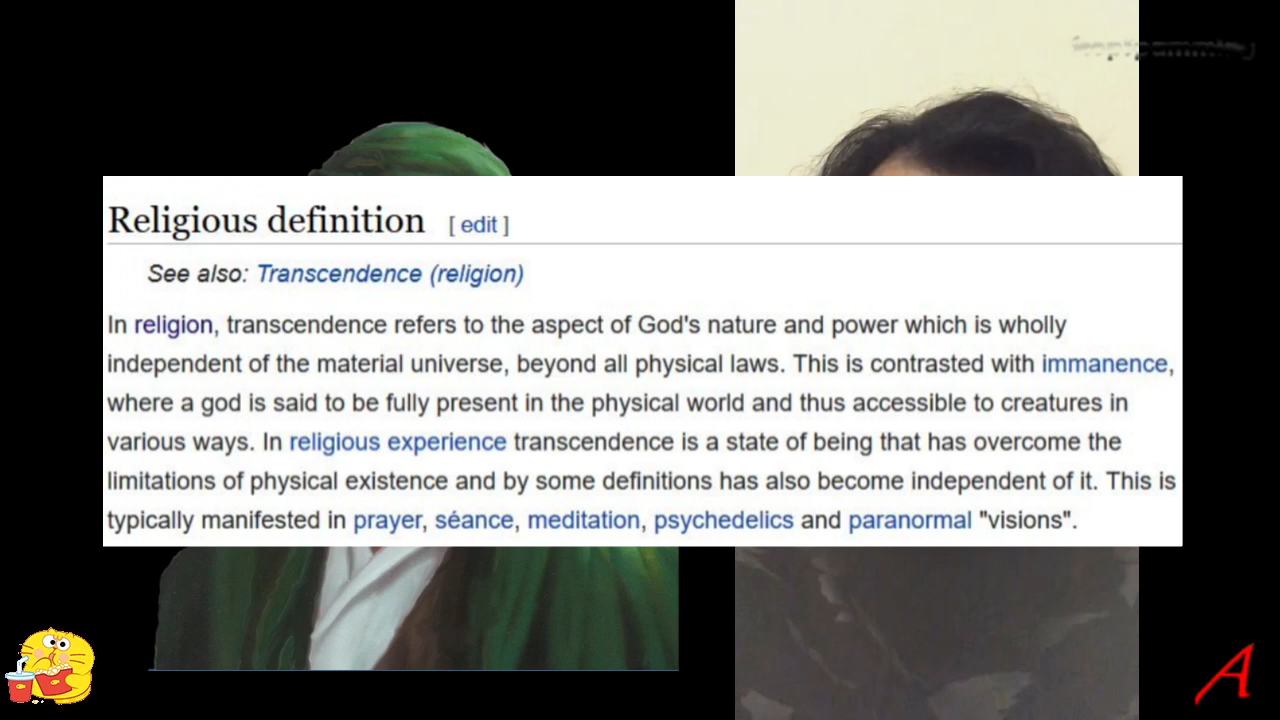 Religious definition [ edit ]
See also: Transcendence (religion)
In religion, transcendence refers to the aspect of God's nature and power which is wholly
independent of the material universe, beyond all physical laws. This is contrasted with immanence,
where a god is said to be fully present in the physical world and thus accessible to creatures in
various ways. In religious experience transcendence is a state of being that has overcome the
limitations of physical existence and by some definitions has also become independent of it. This is
typically manifested in prayer, séance, meditation, psychedelics and paranormal "visions".
A